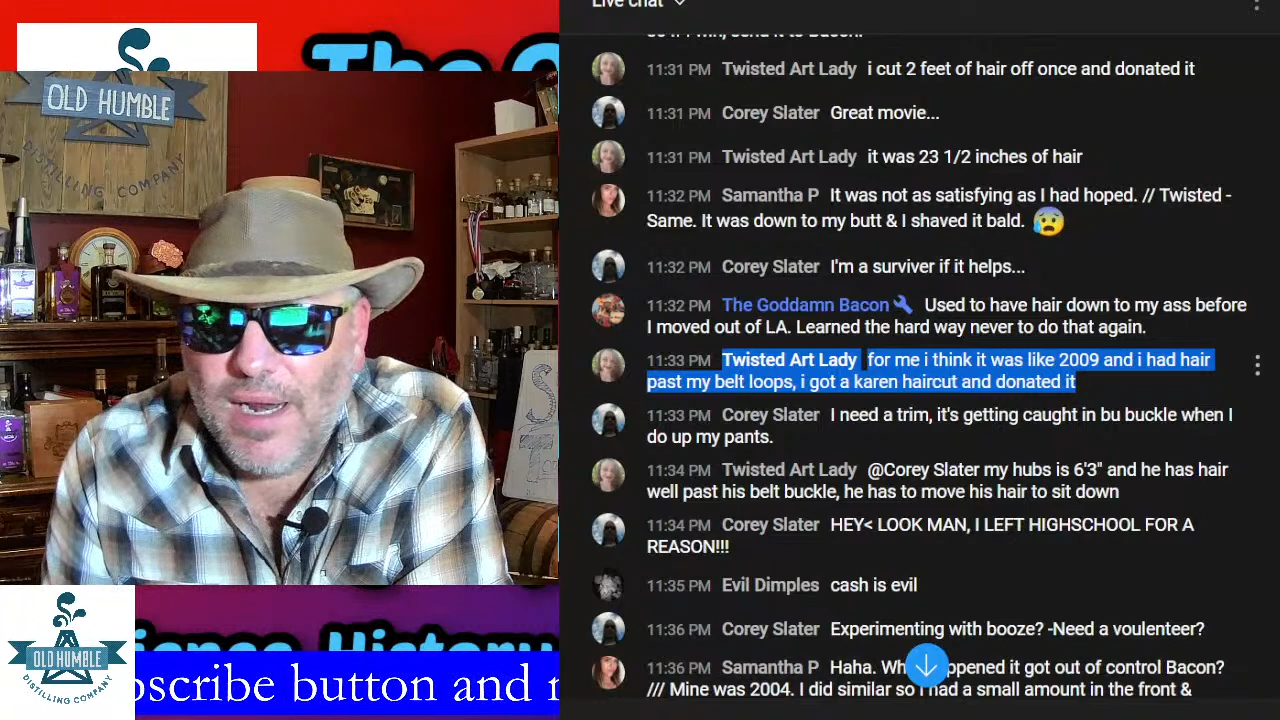 The
OLD HUMBLE
DISTILLING COMPANY
Live chat
so if I win, send it to Bacon!
11:31 PM Twisted Art Lady i cut 2 feet of hair off once and donated it
11:31 PM Corey Slater Great movie...
11:31 PM Twisted Art Lady it was 23 1/2 inches of hair
11:32 PM Samantha P It was not as satisfying as I had hoped. // Twisted -
Same. It was down to my butt & I shaved it bald. 😰
11:32 PM Corey Slater I'm a surviver if it helps...
11:32 PM The Goddamn Bacon Used to have hair down to my ass before
I moved out of LA. Learned the hard way never to do that again.
11:33 PM Twisted Art Lady for me i think it was like 2009 and i had hair
past my belt loops, i got a karen haircut and donated it
11:33 PM Corey Slater I need a trim, it's getting caught in bu buckle when I
do up my pants.
11:34 PM Twisted Art Lady @Corey Slater my hubs is 6'3" and he has hair
well past his belt buckle, he has to move his hair to sit down
11:34 PM Corey Slater HEY< LOOK MAN, I LEFT HIGHSCHOOL FOR A
REASON!!!
11:35 PM Evil Dimples cash is evil
11:36 PM Corey Slater Experimenting with booze? -Need a voulenteer?
11:36 PM Samantha P Haha. Wh ppened it got out of control Bacon?
/// Mine was 2004. I did similar so I had a small amount in the front &
ience, History
OLD HUMBLE
DISTILLING COMPANY
bscribe button and